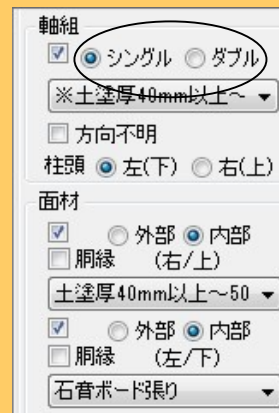 軸組
シングル ダブル
※土塗厚40mm以上～
方向不明
柱頭 左(下) 右(上)
面材
外部 内部
胴縁 (右/上)
土塗厚40mm以上～50
外部 内部
胴縁 (左/下)
石膏ボード張り